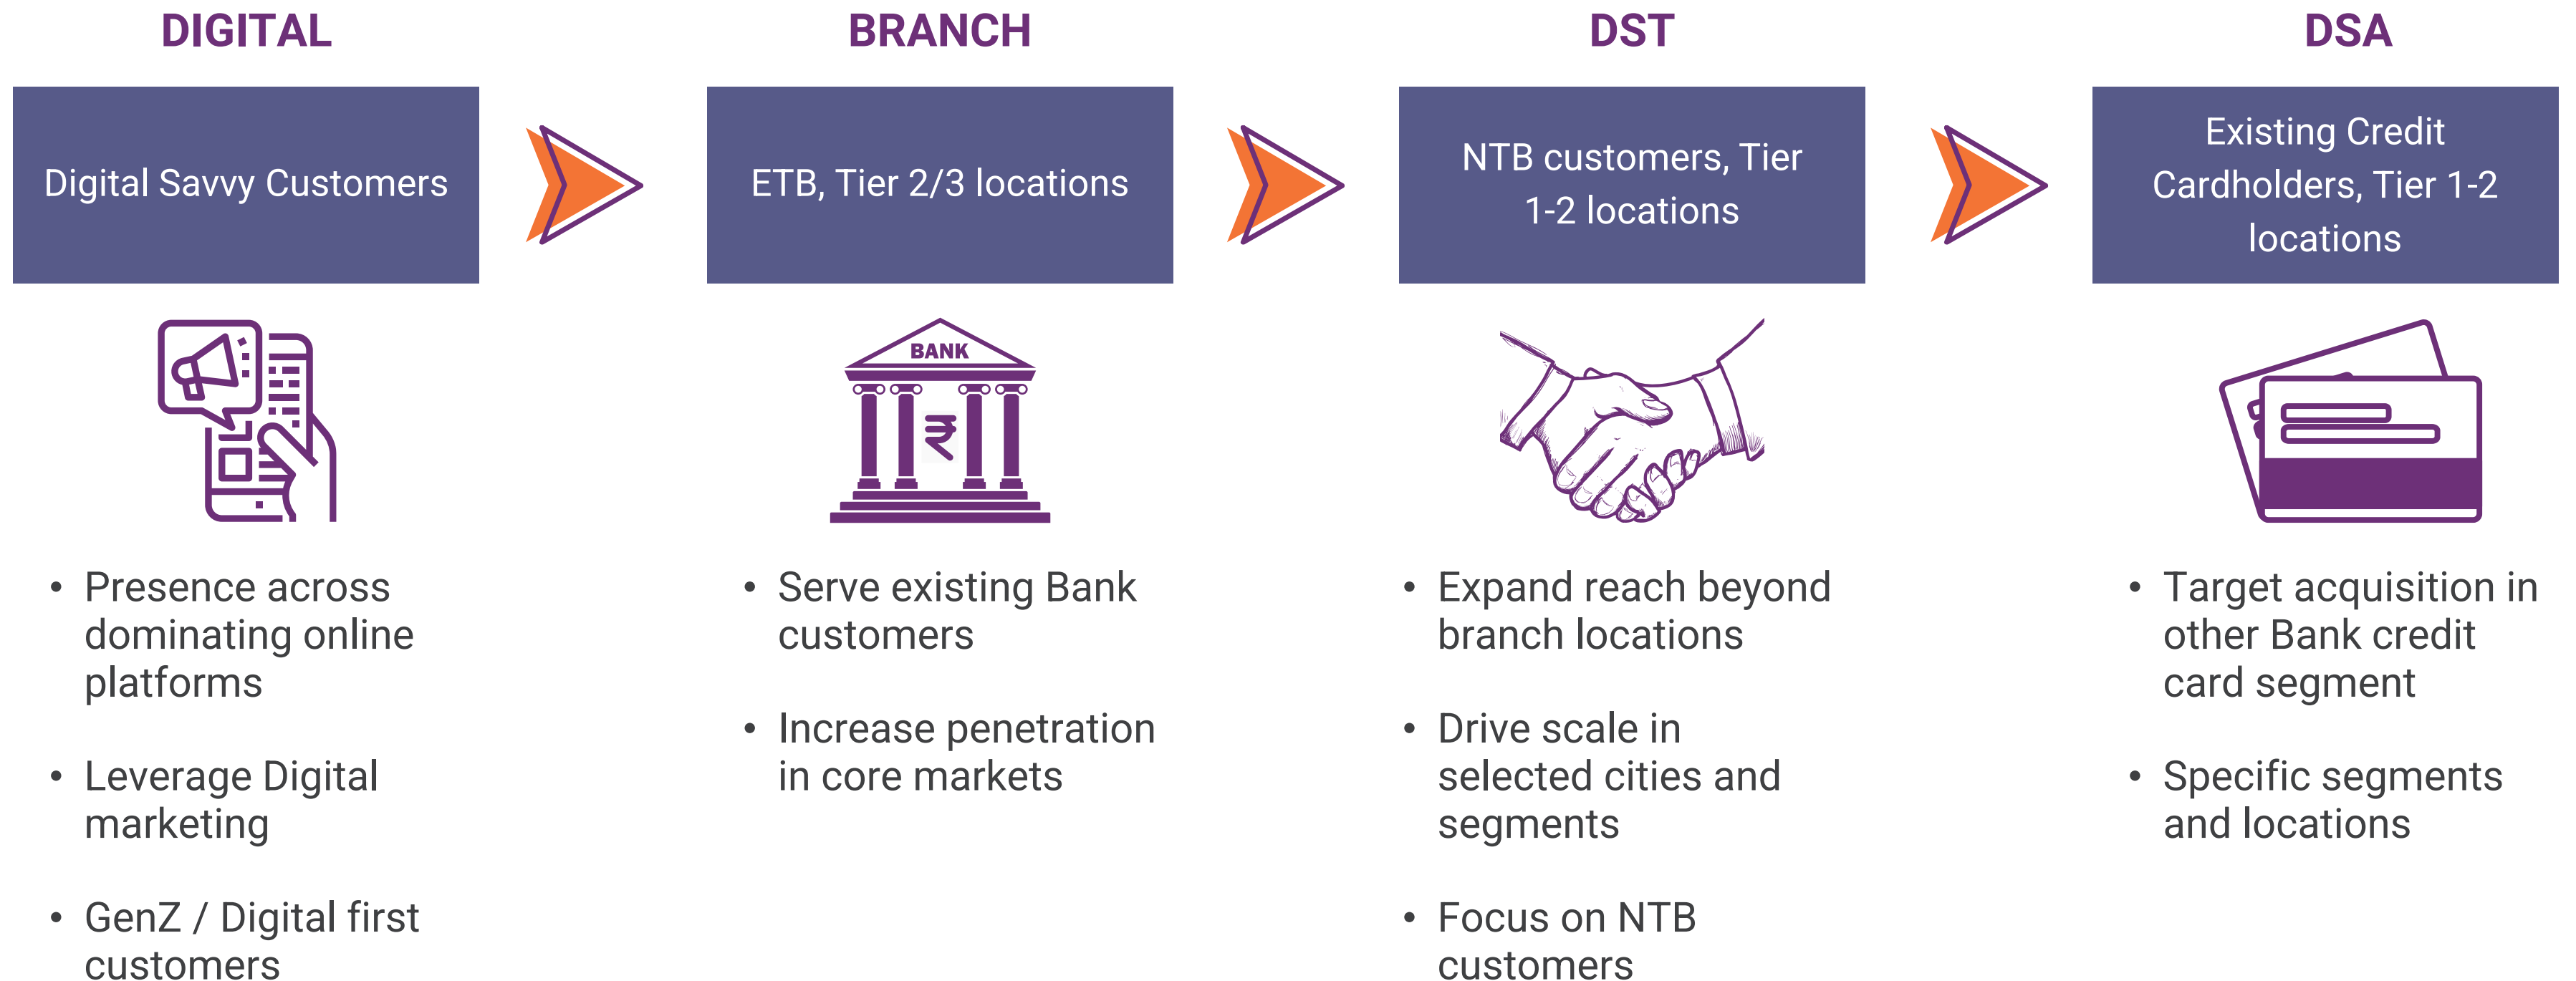 DIGITAL
Digital Savvy Customers
• Presence across
dominating online
platforms
• Leverage Digital
marketing
• GenZ / Digital first
customers
BRANCH
ETB, Tier 2/3 locations
BANK
₹
• Serve existing Bank
customers
• Increase penetration
in core markets
DST
NTB customers, Tier
1-2 locations
• Expand reach beyond
branch locations
• Drive scale in
selected cities and
segments
• Focus on NTB
customers
DSA
Existing Credit
Cardholders, Tier 1-2
locations
• Target acquisition in
other Bank credit
card segment
• Specific segments
and locations